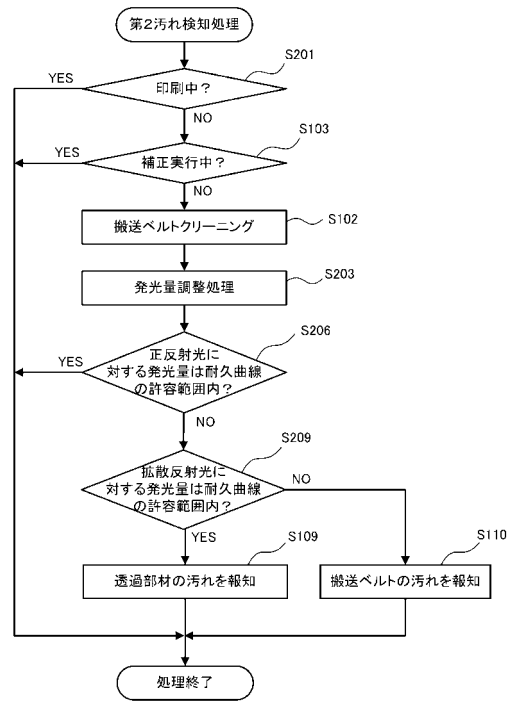 第2汚れ検知処理
S201
YES
印刷中?
NO
S103
YES
補正実行中?
NO
搬送ベルトクリーニング
S102
発光量調整処理
S203
S206
YES
正反射光に
対する発光量は耐久曲線
の許容範囲内?
NO
S209
拡散反射光に
対する発光量は耐久曲線
の許容範囲内?
NO
YES
S109
S110
透過部材の汚れを報知
搬送ベルトの汚れを報知
処理終了